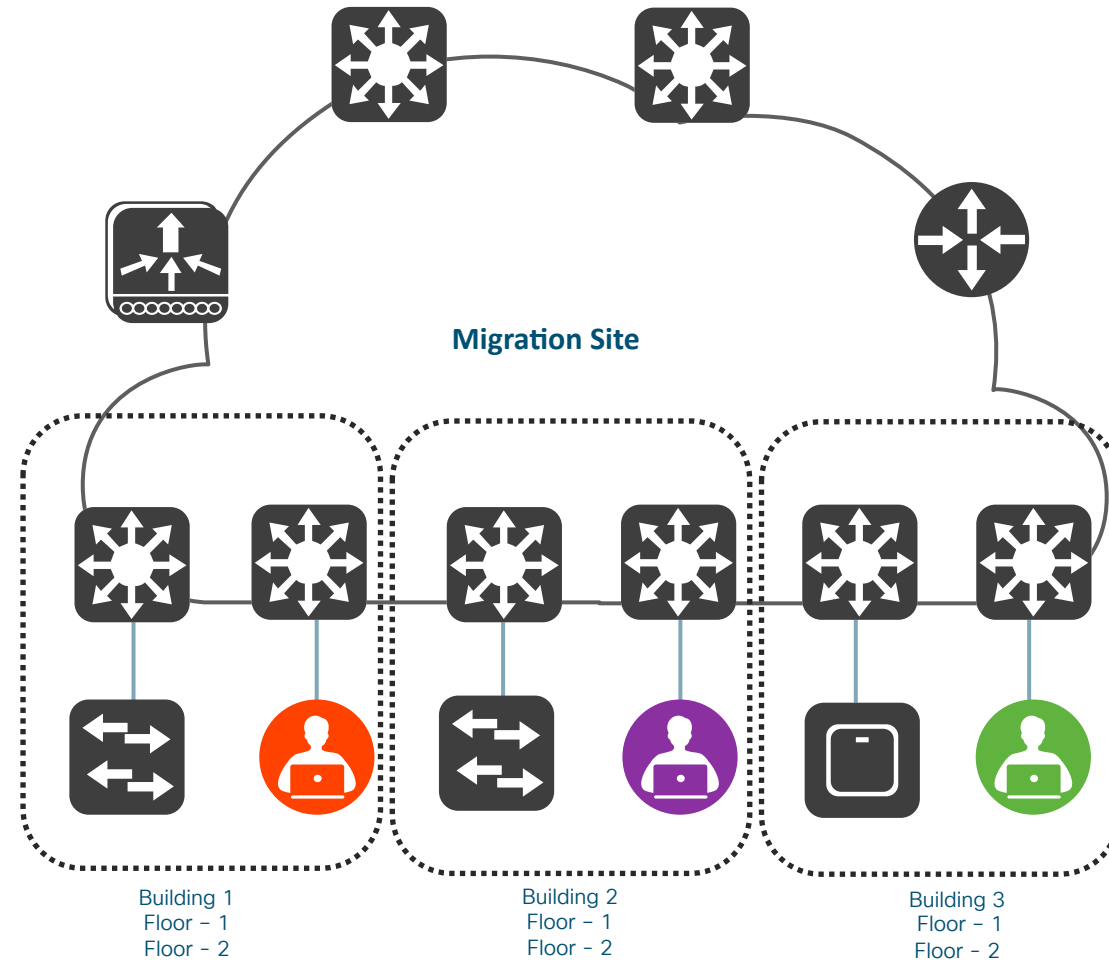 Migration Site
Building 1
Floor – 1
Floor - 2
Building 2
Floor – 1
Floor - 2
Building 3
Floor – 1
Floor - 2